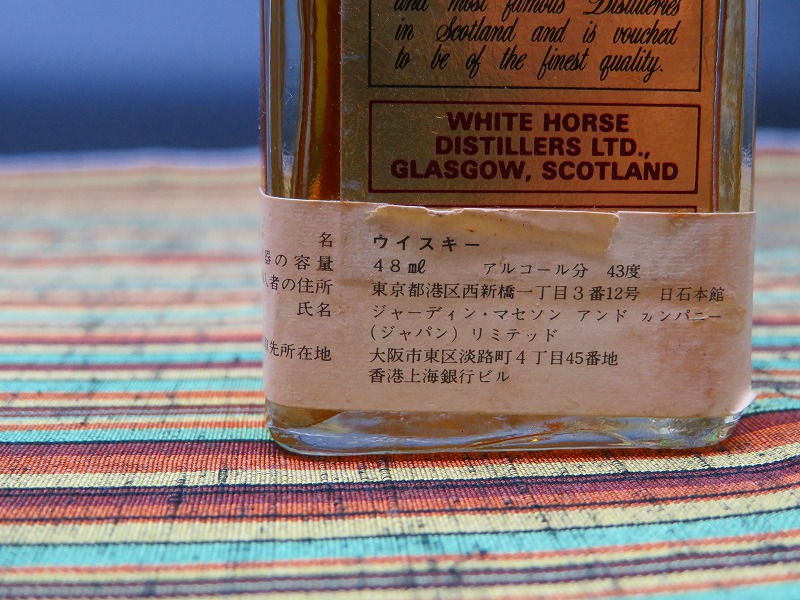 and most famous Distilleries
in Scotland and is vouched
to be of the finest quality.
WHITE HORSE
DISTILLERS LTD.,
GLASGOW, SCOTLAND
名 ウイスキー
器の容量 48㎖ アルコール分 43度
入者の住所 東京都港区西新橋一丁目3番12号 日石本館
氏名 ジャーディン・マセソン アンド カンパニー
(ジャパン) リミテッド
先所在地 大阪市東区淡路町4丁目45番地
香港上海銀行ビル